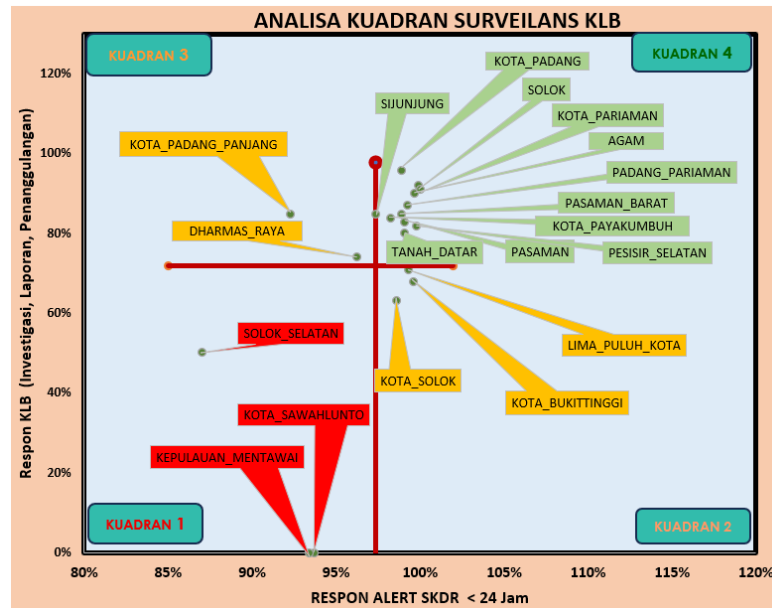 ANALISA KUADRAN SURVEILANS KLB
KUADRAN 3
KUADRAN 4
KOTA_PADANG
SOLOK
SIJUNJUNG
KOTA_PARIAMAN
KOTA_PADANG_PANJANG
AGAM
PADANG_PARIAMAN
PASAMAN_BARAT
DHARMAS_RAYA
KOTA_PAYAKUMBUH
TANAH_DATAR
PASAMAN
PESISIR_SELATAN
SOLOK_SELATAN
LIMA_PULUH_KOTA
KOTA_SOLOK
KOTA_BUKITTINGGI
KOTA_SAWAHLUNTO
KEPULAUAN_MENTAWAI
KUADRAN 1
KUADRAN 2
Respon KLB (Investigasi, Laporan, Penanggulangan)
120%
100%
80%
60%
40%
20%
0%
80%
85%
90%
95%
100%
105%
110%
115%
120%
RESPON ALERT SKDR < 24 Jam